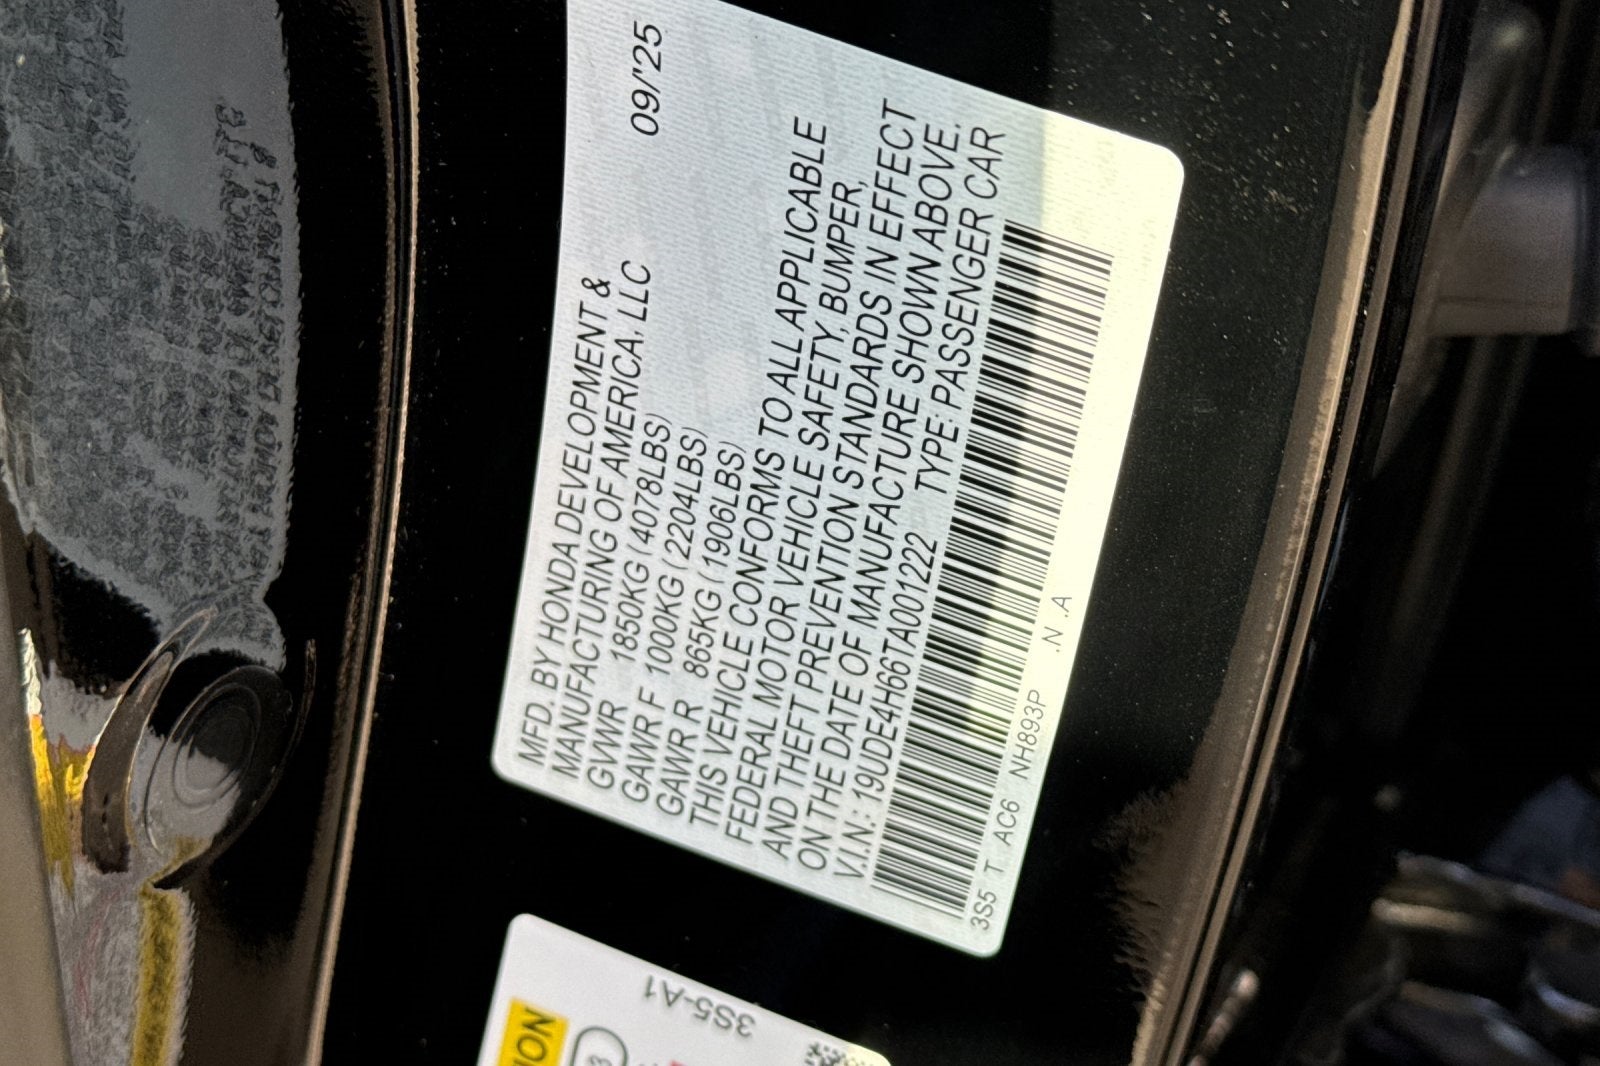 09/'25
MFD. BY HONDA DEVELOPMENT &
MANUFACTURING OF AMERICA, LLC
GVWR 1850KG (4078LBS)
GAWR F 1000KG (2204LBS)
GAWR R 865KG (1906LBS)
THIS VEHICLE CONFORMS TO ALL APPLICABLE
FEDERAL MOTOR VEHICLE SAFETY, BUMPER,
AND THEFT PREVENTION STANDARDS IN EFFECT
ON THE DATE OF MANUFACTURE SHOWN ABOVE.
V.I.N.: 19UDE4H66TA001222 TYPE: PASSENGER CAR
3S5 T AC6 NH893P .N .A
3S5-A1